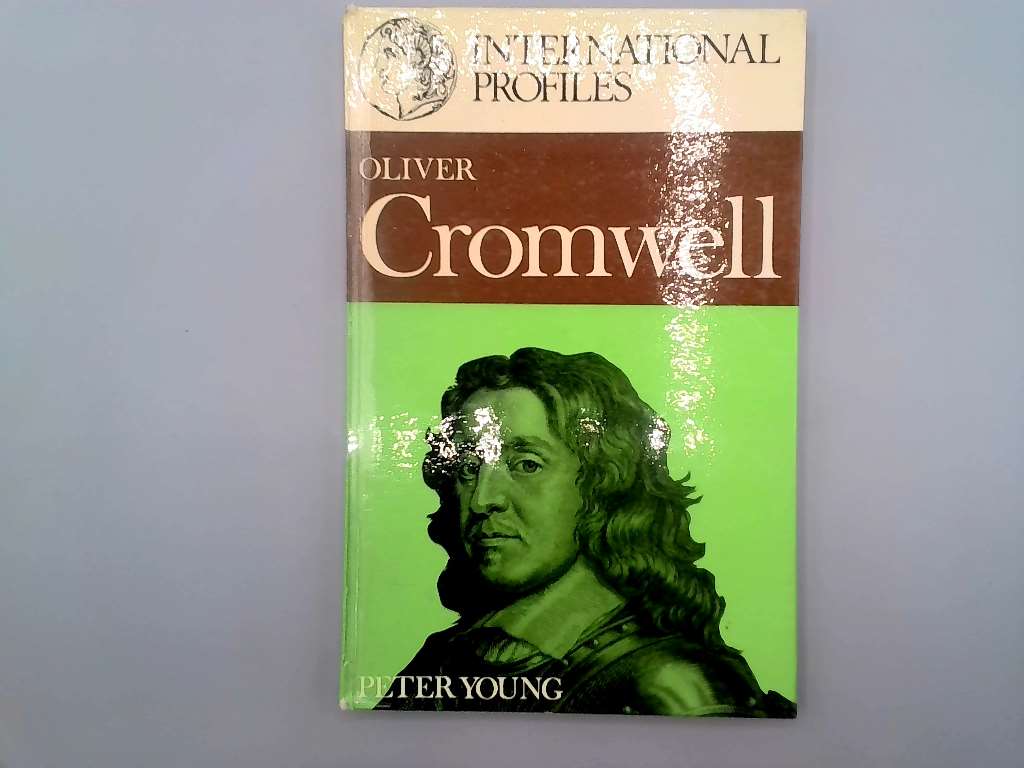 INTERNATIONAL
PROFILES
OLIVER
Cromwell
PETER YOUNG